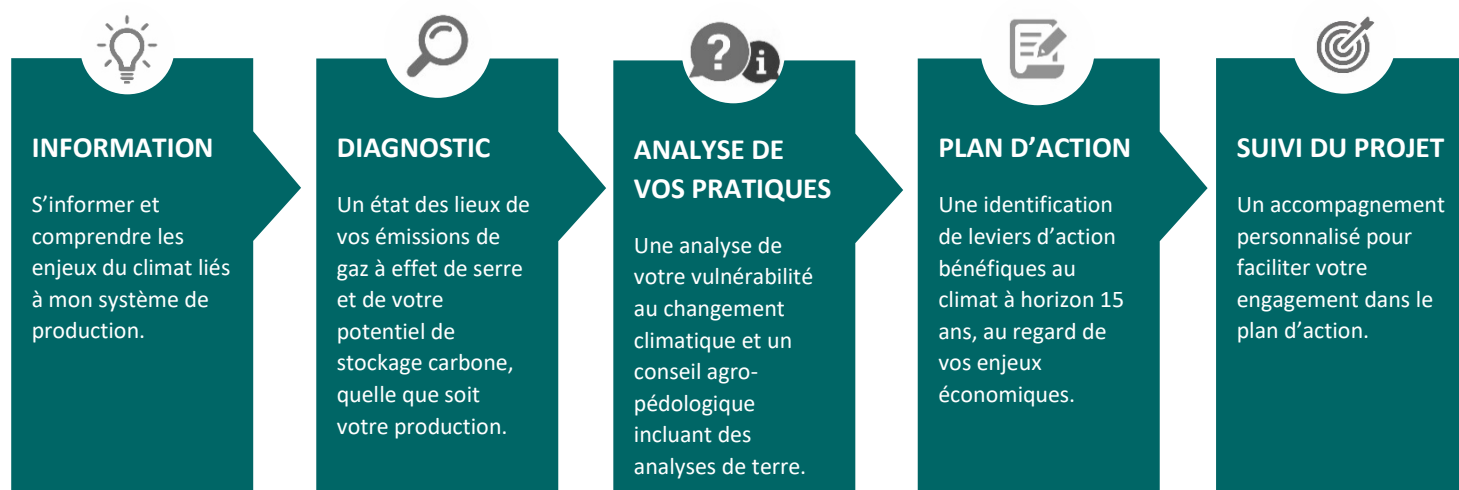 INFORMATION
S'informer et
comprendre les
enjeux du climat liés
à mon système de
production.
DIAGNOSTIC
Un état des lieux de
vos émissions de
gaz à effet de serre
et de votre
potentiel de
stockage carbone,
quelle que soit
votre production.
?
i
ANALYSE DE
VOS PRATIQUES
Une analyse de
votre vulnérabilité
au changement
climatique et un
conseil agro-
pédologique
incluant des
analyses de terre.
PLAN D’ACTION
Une identification
de leviers d’action
bénéfiques au
climat à horizon 15
ans, au regard de
vos enjeux
économiques.
SUIVI DU PROJET
Un accompagnement
personnalisé pour
faciliter votre
engagement dans le
plan d’action.